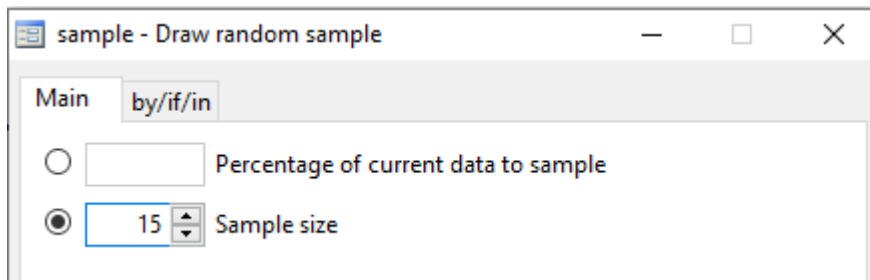 sample - Draw random sample
Main by/if/in
Percentage of current data to sample
15 Sample size